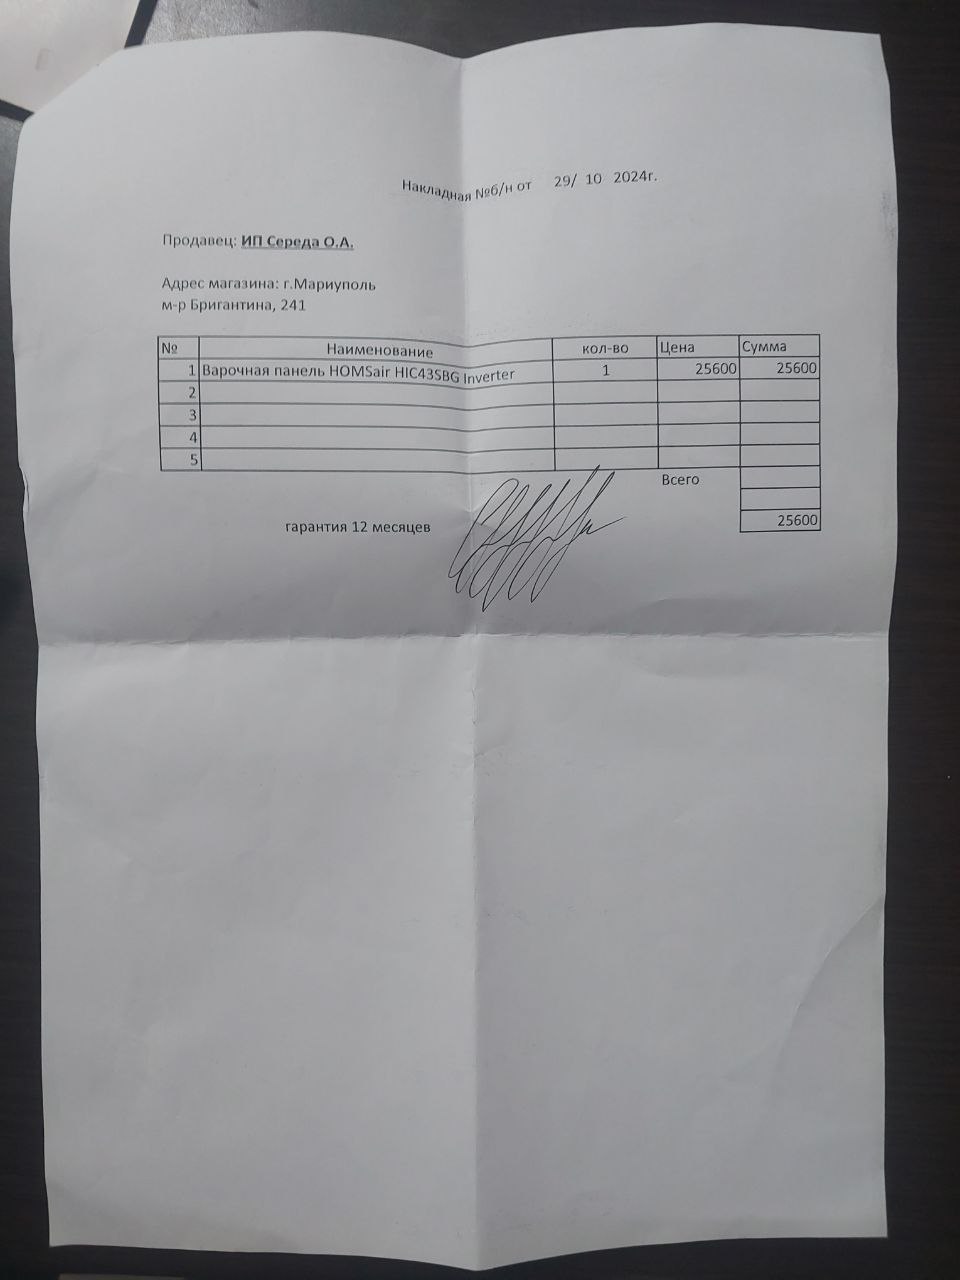 Накладная №б/н от 29/ 10 2024г.
Продавец: ИП Середа О.А.
Адрес магазина: г.Мариуполь
м-р Бригантина, 241
№ Наименование кол-во Цена Сумма
1 Варочная панель HOMSair HIC43SBG Inverter 1 25600 25600
2
3
4
5
Всего
25600
гарантия 12 месяцев